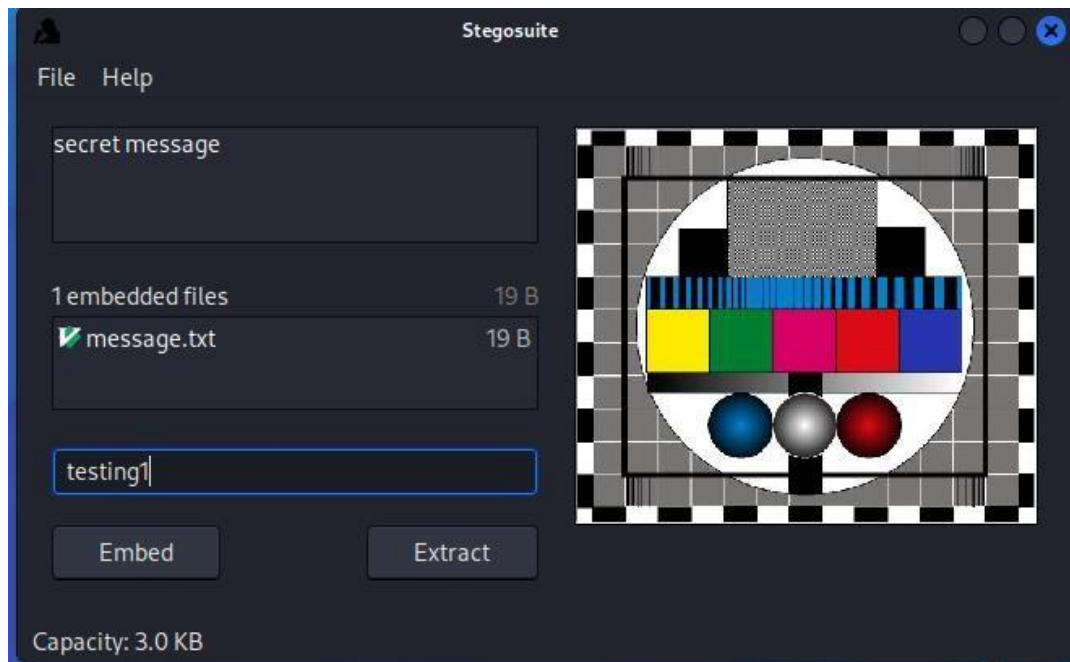 Stegosuite
File Help
secret message
1 embedded files 19 B
message.txt 19 B
testing1
Embed Extract
Capacity: 3.0 KB